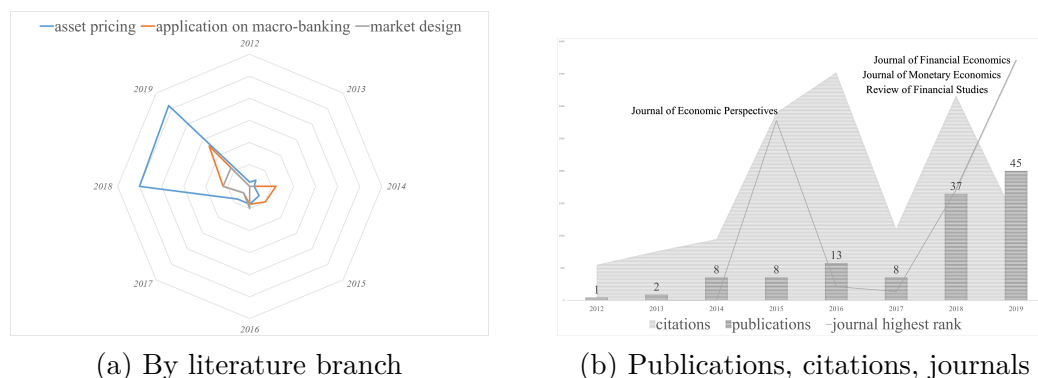 asset pricing application on macro-banking market design
2012
2013
2014
2015
2016
2017
2018
2019
(a) By literature branch
Journal of Financial Economics
Journal of Monetary Economics
Review of Financial Studies
Journal of Economic Perspectives
1
2
8
8
13
8
37
45
2012 2013 2014 2015 2016 2017 2018 2019
citations publications journal highest rank
(b) Publications, citations, journals